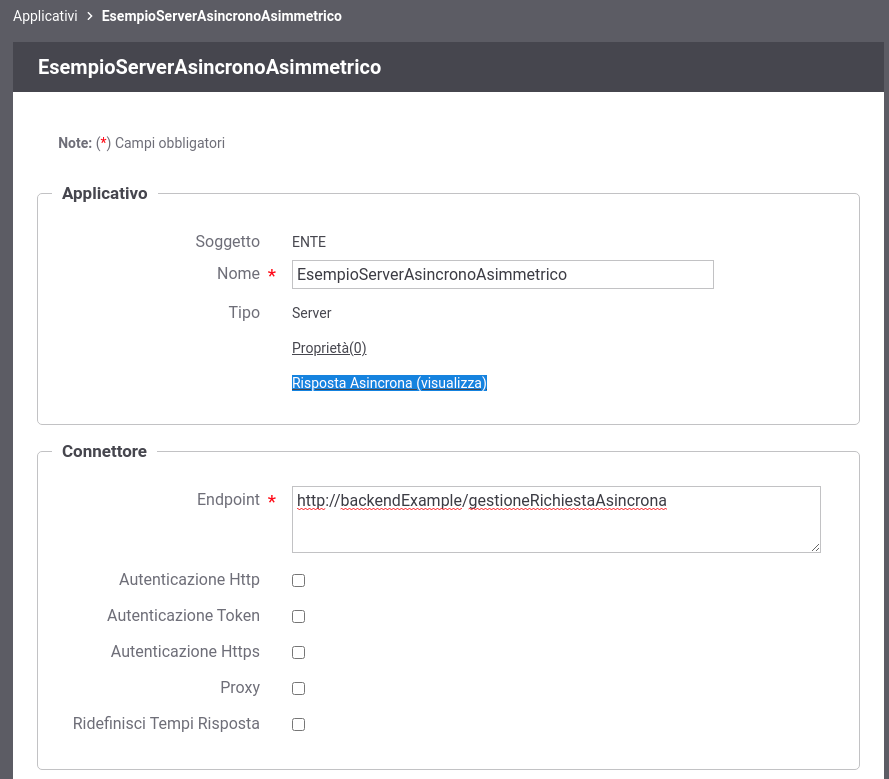 Applicativi > EsempioServerAsincronoAsimmetrico
EsempioServerAsincronoAsimmetrico
Note: (*) Campi obbligatori
Applicativo
Soggetto ENTE
Nome * EsempioServerAsincronoAsimmetrico
Tipo Server
Proprietà(0)
Risposta Asincrona (visualizza)
Connettore
Endpoint * http://backendExample/gestioneRichiestaAsincrona
Autenticazione Http
Autenticazione Token
Autenticazione Https
Proxy
Ridefinisci Tempi Risposta